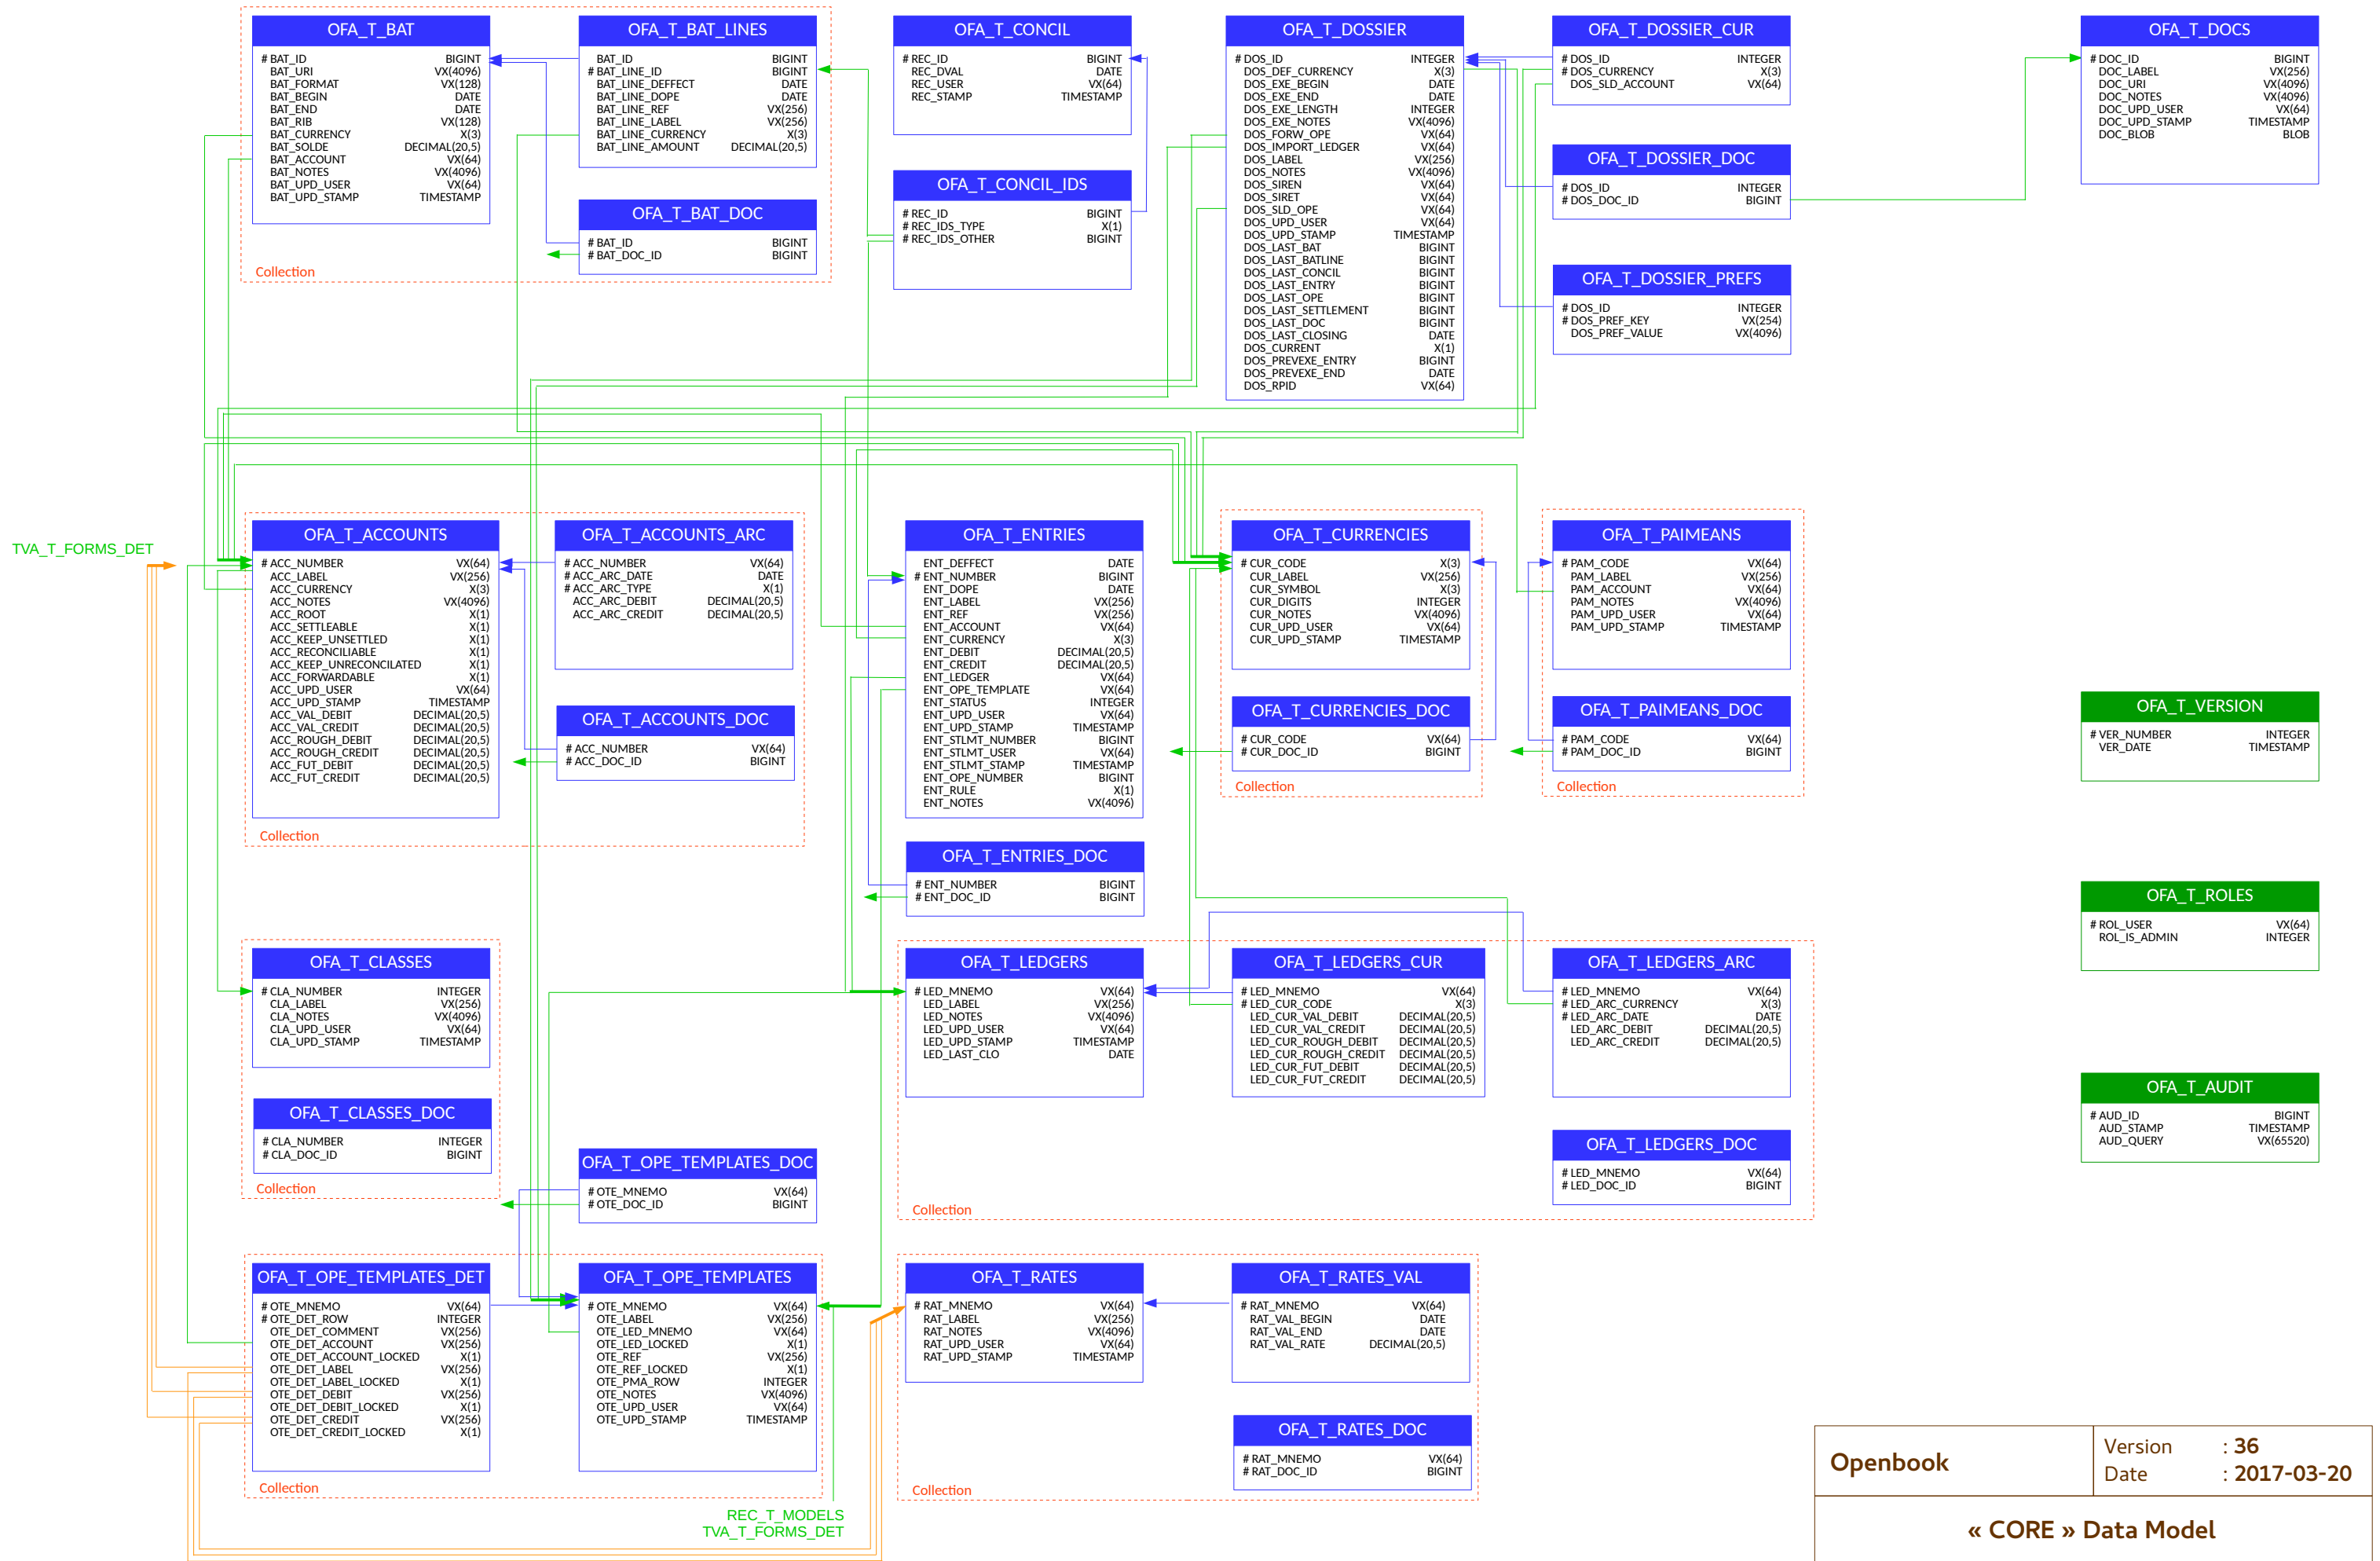 OFA_T_BAT
# BAT_ID BIGINT
BAT_URI VX(4096)
BAT_FORMAT VX(128)
BAT_BEGIN DATE
BAT_END DATE
BAT_RIB VX(128)
BAT_CURRENCY X(3)
BAT_SOLDE DECIMAL(20,5)
BAT_ACCOUNT VX(64)
BAT_NOTES VX(4096)
BAT_UPD_USER VX(64)
BAT_UPD_STAMP TIMESTAMP
OFA_T_BAT_LINES
BAT_ID BIGINT
# BAT_LINE_ID BIGINT
BAT_LINE_DEFFECT DATE
BAT_LINE_DOPE DATE
BAT_LINE_REF VX(256)
BAT_LINE_LABEL VX(256)
BAT_LINE_CURRENCY X(3)
BAT_LINE_AMOUNT DECIMAL(20,5)
OFA_T_BAT_DOC
# BAT_ID BIGINT
# BAT_DOC_ID BIGINT
Collection
OFA_T_CONCIL
# REC_ID BIGINT
REC_DVAL DATE
REC_USER VX(64)
REC_STAMP TIMESTAMP
OFA_T_CONCIL_IDS
# REC_ID BIGINT
# REC_IDS_TYPE X(1)
# REC_IDS_OTHER BIGINT
OFA_T_DOSSIER
# DOS_ID INTEGER
DOS_DEF_CURRENCY X(3)
DOS_EXE_BEGIN DATE
DOS_EXE_END DATE
DOS_EXE_LENGTH INTEGER
DOS_EXE_NOTES VX(4096)
DOS_FORW_OPE VX(64)
DOS_IMPORT_LEDGER VX(64)
DOS_LABEL VX(256)
DOS_NOTES VX(4096)
DOS_SIREN VX(64)
DOS_SIRET VX(64)
DOS_SLD_OPE VX(64)
DOS_UPD_USER VX(64)
DOS_UPD_STAMP TIMESTAMP
DOS_LAST_BAT BIGINT
DOS_LAST_BATLINE BIGINT
DOS_LAST_CONCIL BIGINT
DOS_LAST_ENTRY BIGINT
DOS_LAST_OPE BIGINT
DOS_LAST_SETTLEMENT BIGINT
DOS_LAST_DOC BIGINT
DOS_LAST_CLOSING DATE
DOS_CURRENT X(1)
DOS_PREVEXE_ENTRY BIGINT
DOS_PREVEXE_END DATE
DOS_RPID VX(64)
OFA_T_DOSSIER_CUR
# DOS_ID INTEGER
# DOS_CURRENCY X(3)
DOS_SLD_ACCOUNT VX(64)
OFA_T_DOSSIER_DOC
# DOS_ID INTEGER
# DOS_DOC_ID BIGINT
OFA_T_DOSSIER_PREFS
# DOS_ID INTEGER
# DOS_PREF_KEY VX(254)
DOS_PREF_VALUE VX(4096)
OFA_T_DOCS
# DOC_ID BIGINT
DOC_LABEL VX(256)
DOC_URI VX(4096)
DOC_NOTES VX(4096)
DOC_UPD_USER VX(64)
DOC_UPD_STAMP TIMESTAMP
DOC_BLOB BLOB
TVA_T_FORMS_DET
OFA_T_ACCOUNTS
# ACC_NUMBER VX(64)
ACC_LABEL VX(256)
ACC_CURRENCY X(3)
ACC_NOTES VX(4096)
ACC_ROOT X(1)
ACC_SETTLEABLE X(1)
ACC_KEEP_UNSETTLED X(1)
ACC_RECONCILIABLE X(1)
ACC_KEEP_UNRECONCILATED X(1)
ACC_FORWARDABLE X(1)
ACC_UPD_USER VX(64)
ACC_UPD_STAMP TIMESTAMP
ACC_VAL_DEBIT DECIMAL(20,5)
ACC_VAL_CREDIT DECIMAL(20,5)
ACC_ROUGH_DEBIT DECIMAL(20,5)
ACC_ROUGH_CREDIT DECIMAL(20,5)
ACC_FUT_DEBIT DECIMAL(20,5)
ACC_FUT_CREDIT DECIMAL(20,5)
OFA_T_ACCOUNTS_ARC
# ACC_NUMBER VX(64)
# ACC_ARC_DATE DATE
# ACC_ARC_TYPE X(1)
ACC_ARC_DEBIT DECIMAL(20,5)
ACC_ARC_CREDIT DECIMAL(20,5)
OFA_T_ACCOUNTS_DOC
# ACC_NUMBER VX(64)
# ACC_DOC_ID BIGINT
Collection
OFA_T_ENTRIES
ENT_DEFFECT DATE
# ENT_NUMBER BIGINT
ENT_DOPE DATE
ENT_LABEL VX(256)
ENT_REF VX(256)
ENT_ACCOUNT VX(64)
ENT_CURRENCY X(3)
ENT_DEBIT DECIMAL(20,5)
ENT_CREDIT DECIMAL(20,5)
ENT_LEDGER VX(64)
ENT_OPE_TEMPLATE VX(64)
ENT_STATUS INTEGER
ENT_UPD_USER VX(64)
ENT_UPD_STAMP TIMESTAMP
ENT_STLMT_NUMBER BIGINT
ENT_STLMT_USER VX(64)
ENT_STLMT_STAMP TIMESTAMP
ENT_OPE_NUMBER BIGINT
ENT_RULE X(1)
ENT_NOTES VX(4096)
OFA_T_ENTRIES_DOC
# ENT_NUMBER BIGINT
# ENT_DOC_ID BIGINT
OFA_T_CURRENCIES
# CUR_CODE X(3)
CUR_LABEL VX(256)
CUR_SYMBOL X(3)
CUR_DIGITS INTEGER
CUR_NOTES VX(4096)
CUR_UPD_USER VX(64)
CUR_UPD_STAMP TIMESTAMP
OFA_T_CURRENCIES_DOC
# CUR_CODE VX(64)
# CUR_DOC_ID BIGINT
Collection
OFA_T_PAIMEANS
# PAM_CODE VX(64)
PAM_LABEL VX(256)
PAM_ACCOUNT VX(64)
PAM_NOTES VX(4096)
PAM_UPD_USER VX(64)
PAM_UPD_STAMP TIMESTAMP
OFA_T_PAIMEANS_DOC
# PAM_CODE VX(64)
# PAM_DOC_ID BIGINT
Collection
OFA_T_VERSION
# VER_NUMBER INTEGER
VER_DATE TIMESTAMP
OFA_T_ROLES
# ROL_USER VX(64)
ROL_IS_ADMIN INTEGER
OFA_T_AUDIT
# AUD_ID BIGINT
AUD_STAMP TIMESTAMP
AUD_QUERY VX(65520)
OFA_T_CLASSES
# CLA_NUMBER INTEGER
CLA_LABEL VX(256)
CLA_NOTES VX(4096)
CLA_UPD_USER VX(64)
CLA_UPD_STAMP TIMESTAMP
OFA_T_CLASSES_DOC
# CLA_NUMBER INTEGER
# CLA_DOC_ID BIGINT
Collection
OFA_T_LEDGERS
# LED_MNEMO VX(64)
LED_LABEL VX(256)
LED_NOTES VX(4096)
LED_UPD_USER VX(64)
LED_UPD_STAMP TIMESTAMP
LED_LAST_CLO DATE
OFA_T_LEDGERS_CUR
# LED_MNEMO VX(64)
# LED_CUR_CODE X(3)
LED_CUR_VAL_DEBIT DECIMAL(20,5)
LED_CUR_VAL_CREDIT DECIMAL(20,5)
LED_CUR_ROUGH_DEBIT DECIMAL(20,5)
LED_CUR_ROUGH_CREDIT DECIMAL(20,5)
LED_CUR_FUT_DEBIT DECIMAL(20,5)
LED_CUR_FUT_CREDIT DECIMAL(20,5)
OFA_T_LEDGERS_ARC
# LED_MNEMO VX(64)
# LED_ARC_CURRENCY X(3)
# LED_ARC_DATE DATE
LED_ARC_DEBIT DECIMAL(20,5)
LED_ARC_CREDIT DECIMAL(20,5)
OFA_T_LEDGERS_DOC
# LED_MNEMO VX(64)
# LED_DOC_ID BIGINT
Collection
OFA_T_OPE_TEMPLATES_DOC
# OTE_MNEMO VX(64)
# OTE_DOC_ID BIGINT
OFA_T_OPE_TEMPLATES_DET
# OTE_MNEMO VX(64)
# OTE_DET_ROW INTEGER
OTE_DET_COMMENT VX(256)
OTE_DET_ACCOUNT VX(256)
OTE_DET_ACCOUNT_LOCKED X(1)
OTE_DET_LABEL VX(256)
OTE_DET_LABEL_LOCKED X(1)
OTE_DET_DEBIT VX(256)
OTE_DET_DEBIT_LOCKED X(1)
OTE_DET_CREDIT VX(256)
OTE_DET_CREDIT_LOCKED X(1)
OFA_T_OPE_TEMPLATES
# OTE_MNEMO VX(64)
OTE_LABEL VX(256)
OTE_LED_MNEMO VX(64)
OTE_LED_LOCKED X(1)
OTE_REF VX(256)
OTE_REF_LOCKED X(1)
OTE_PMA_ROW INTEGER
OTE_NOTES VX(4096)
OTE_UPD_USER VX(64)
OTE_UPD_STAMP TIMESTAMP
Collection
REC_T_MODELS
TVA_T_FORMS_DET
OFA_T_RATES
# RAT_MNEMO VX(64)
RAT_LABEL VX(256)
RAT_NOTES VX(4096)
RAT_UPD_USER VX(64)
RAT_UPD_STAMP TIMESTAMP
OFA_T_RATES_VAL
# RAT_MNEMO VX(64)
RAT_VAL_BEGIN DATE
RAT_VAL_END DATE
RAT_VAL_RATE DECIMAL(20,5)
OFA_T_RATES_DOC
# RAT_MNEMO VX(64)
# RAT_DOC_ID BIGINT
Collection
Openbook
Version : 36
Date : 2017-03-20
« CORE » Data Model